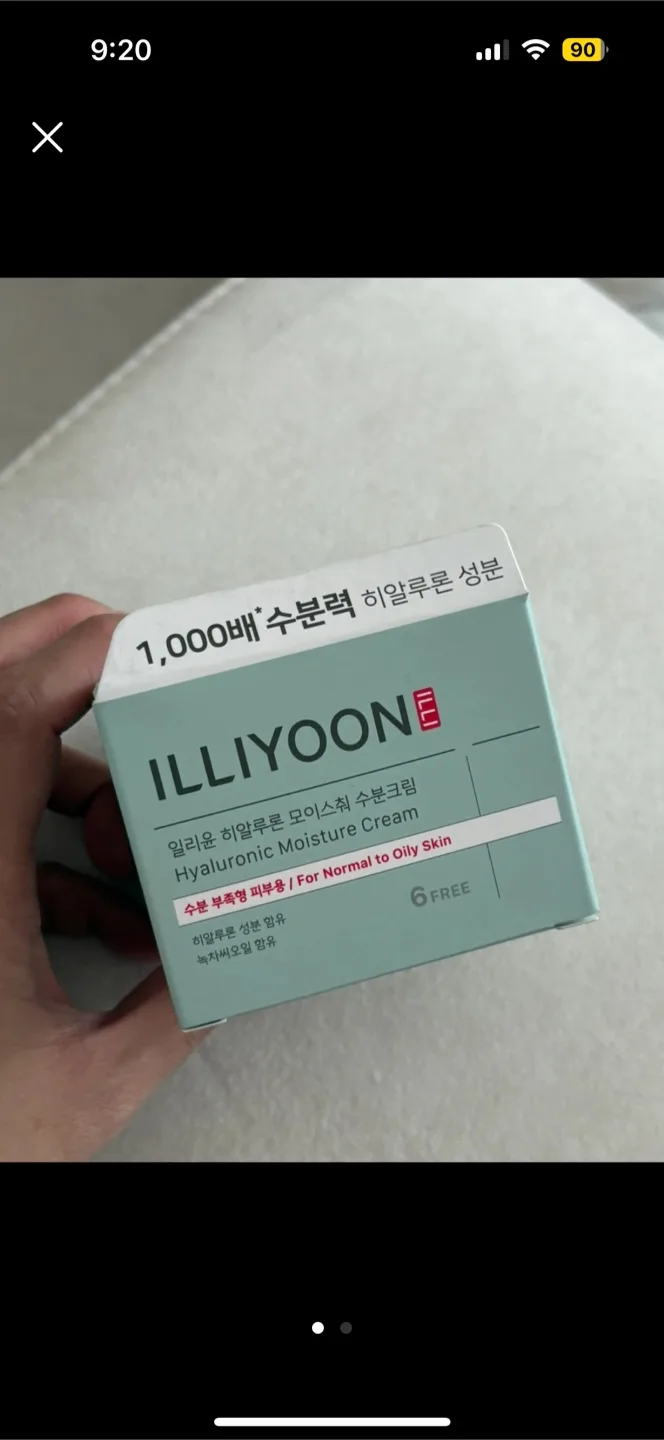 9:20
90
1,000배*수분력 히알루론 성분
ILLIYOON ILLI
일리윤 히알루론 모이스춰 수분크림
Hyaluronic Moisture Cream
수분 부족형 피부용 / For Normal to Oily Skin
6 FREE
히알루론 성분 함유
녹차씨오일 함유